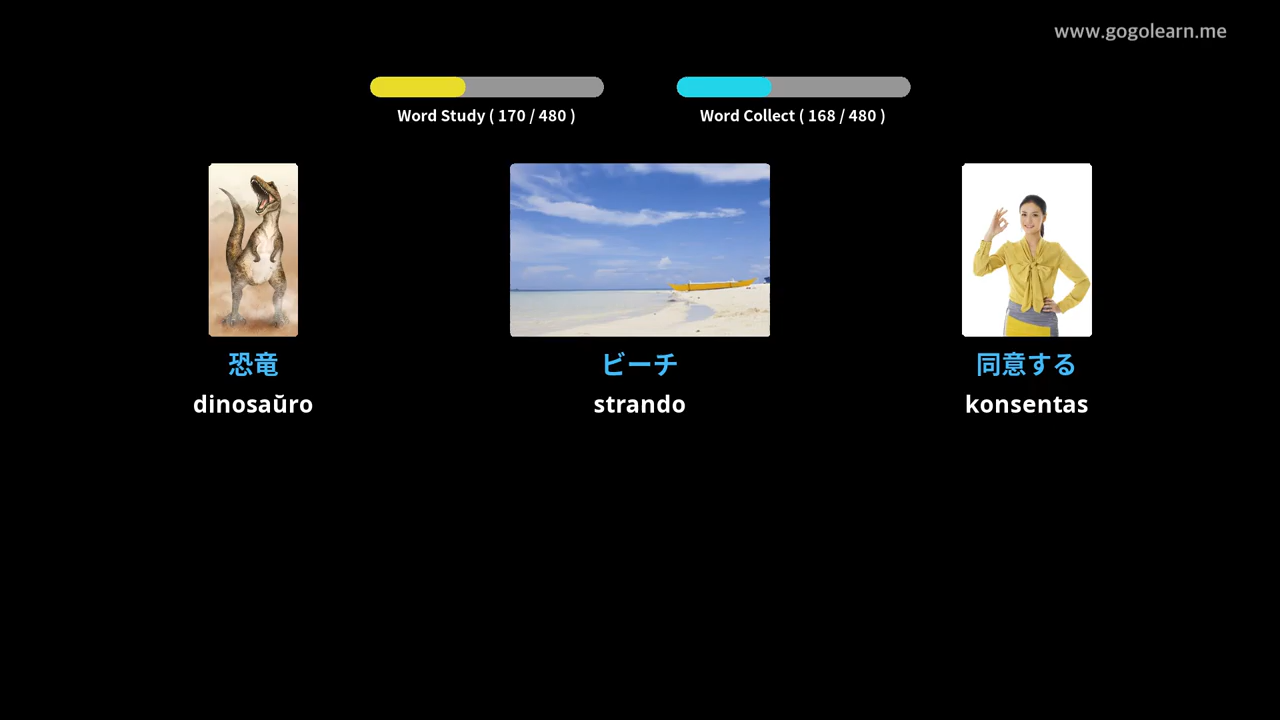 www.gogolearn.me
Word Study ( 170 / 480 )
Word Collect ( 168 / 480 )
恐竜
ビーチ
同意する
dinosaŭro
strando
konsentas